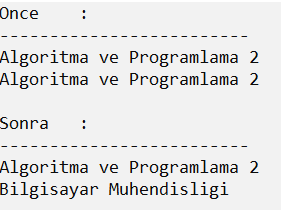 Once    :
-------------------------
Algoritma ve Programlama 2
Algoritma ve Programlama 2

Sonra   :
-------------------------
Algoritma ve Programlama 2
Bilgisayar Muhendisligi